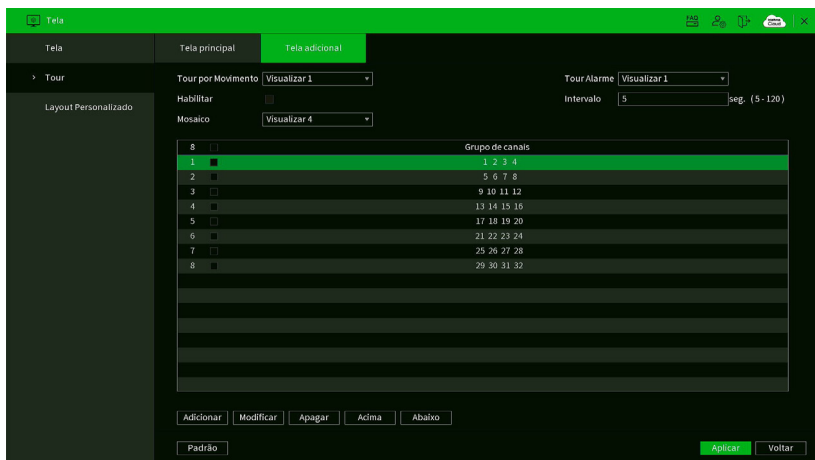 Tela
FAQ
intelbras Cloud
Tela
Tela principal
Tela adicional
> Tour
Layout Personalizado
Tour por Movimento Visualizar 1
Tour Alarme Visualizar 1
Habilitar
Intervalo 5 seg. (5-120)
Mosaico Visualizar 4
8 Grupo de canais
1 1 2 3 4
2 5 6 7 8
3 9 10 11 12
4 13 14 15 16
5 17 18 19 20
6 21 22 23 24
7 25 26 27 28
8 29 30 31 32
Adicionar Modificar Apagar Acima Abaixo
Padrão Aplicar Voltar